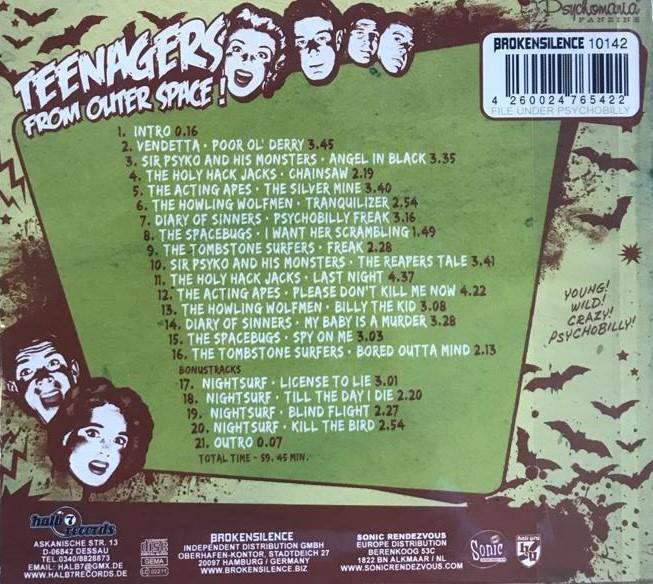 Psychomania
FANZINE
TEENAGERS
FROM OUTER SPACE!
BROKENSILENCE 10142
4 260024 765422
FILE UNDER PSYCHOBILLY
1. INTRO 0.16
2. VENDETTA · POOR OL' DERRY 3.45
3. SIR PSYKO AND HIS MONSTERS · ANGEL IN BLACK 3.35
4. THE HOLY HACK JACKS · CHAINSAW 2.19
5. THE ACTING APES · THE SILVER MINE 3.40
6. THE HOWLING WOLFMEN · TRANQUILIZER 2.54
7. DIARY OF SINNERS · PSYCHOBILLY FREAK 3.16
8. THE SPACEBUGS · I WANT HER SCRAMBLING 1.49
9. THE TOMBSTONE SURFERS · FREAK 2.28
10. SIR PSYKO AND HIS MONSTERS · THE REAPERS TALE 3.41
11. THE HOLY HACK JACKS · LAST NIGHT 4.37
12. THE ACTING APES · PLEASE DON'T KILL ME NOW 4.22
13. THE HOWLING WOLFMEN · BILLY THE KID 3.08
14. DIARY OF SINNERS · MY BABY IS A MURDER 3.28
15. THE SPACEBUGS · SPY ON ME 3.03
16. THE TOMBSTONE SURFERS · BORED OUTTA MIND 2.13
BONUSTRACKS
17. NIGHTSURF · LICENSE TO LIE 3.01
18. NIGHTSURF · TILL THE DAY I DIE 2.20
19. NIGHTSURF · BLIND FLIGHT 2.27
20. NIGHTSURF · KILL THE BIRD 2.54
21. OUTRO 0.07
TOTAL TIME - 59.45 MIN.
YOUNG!
WILD!
CRAZY!
PSYCHOBILLY!
halb 7
records
ASKANISCHE STR. 13
D-06842 DESSAU
TEL.0340/8828873
EMAIL: HALB7@GMX.DE
WWW.HALB7RECORDS.DE
GEMA
LC 02211
BROKENSILENCE
INDEPENDENT DISTRIBUTION GMBH
OBERHAFEN-KONTOR, STADTDEICH 27
20097 HAMBURG / GERMANY
WWW.BROKENSILENCE.BIZ
SONIC RENDEZVOUS
EUROPE DISTRIBUTION
BERENKOOG 53C
1822 BN ALKMAAR / NL
WWW.SONICRENDEZVOUS.COM
Sonic